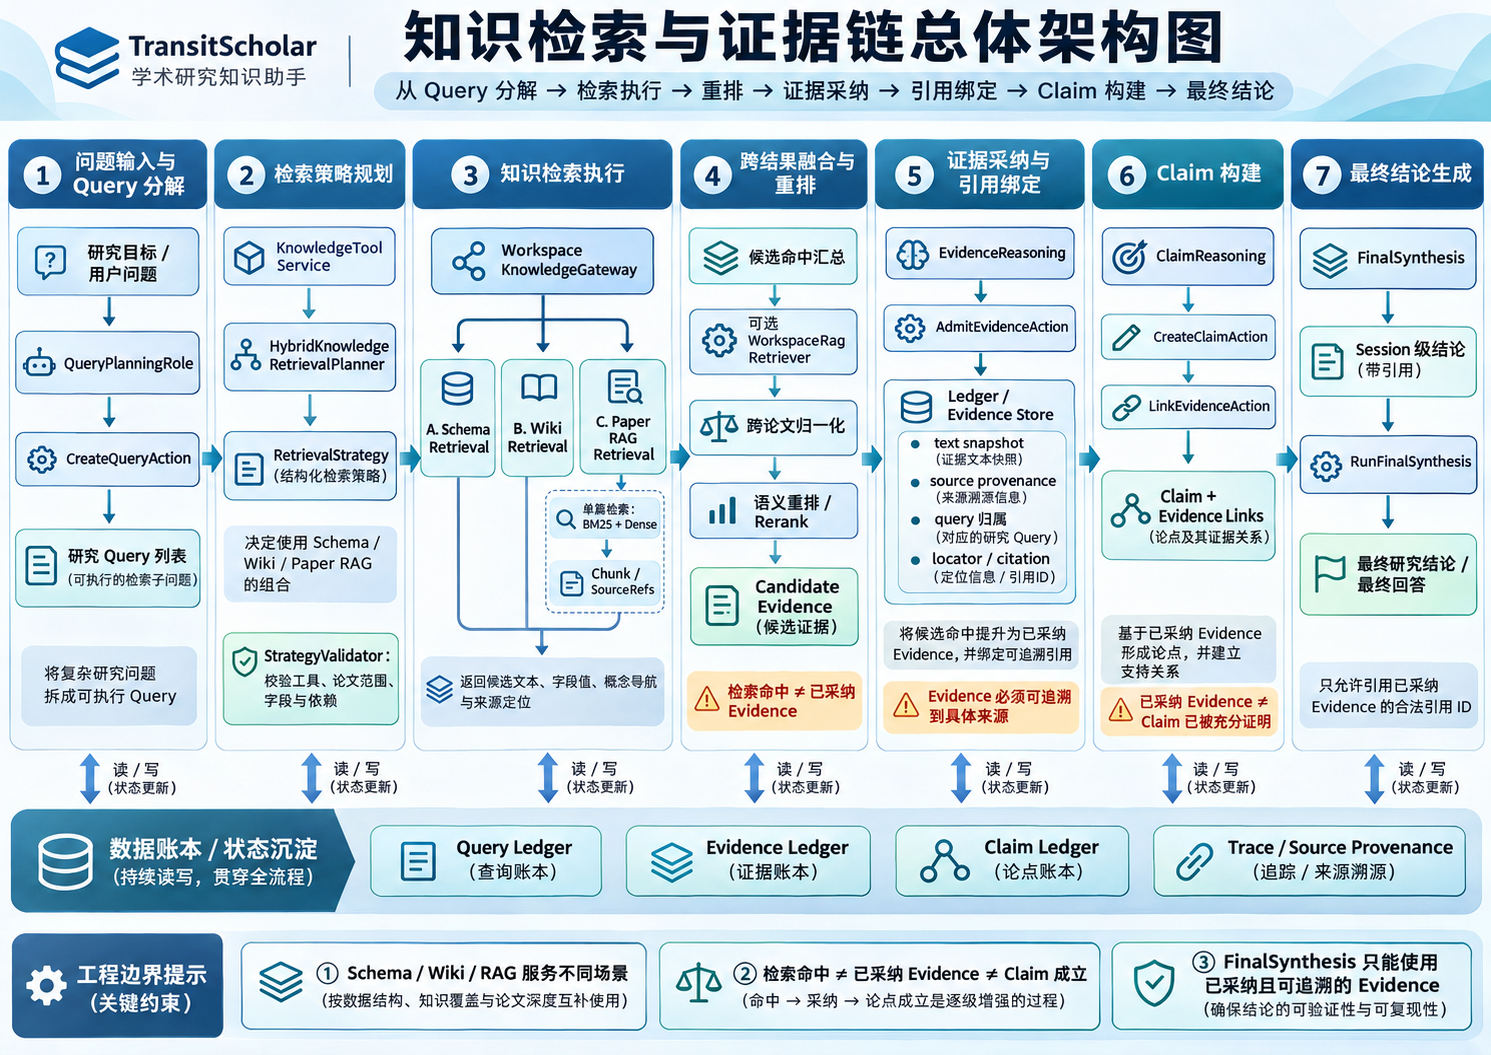 TransitScholar
学术研究知识助手
知识检索与证据链总体架构图
从 Query 分解 → 检索执行 → 重排 → 证据采纳 → 引用绑定 → Claim 构建 → 最终结论
1
问题输入与
Query 分解
研究目标 /
用户问题
QueryPlanningRole
CreateQueryAction
研究 Query 列表
(可执行的检索子问题)
将复杂研究问题
拆成可执行 Query
2
检索策略规划
KnowledgeTool
Service
HybridKnowledge
RetrievalPlanner
RetrievalStrategy
(结构化检索策略)
决定使用 Schema /
Wiki / Paper RAG
的组合
StrategyValidator:
校验工具、论文范围、
字段与依赖
3
知识检索执行
Workspace
KnowledgeGateway
A. Schema
Retrieval
B. Wiki
Retrieval
C. Paper
RAG
Retrieval
单篇检索:
BM25 + Dense
Chunk /
SourceRefs
返回候选文本、字段值、概念导航
与来源定位
4
跨结果融合与
重排
候选命中汇总
可选
WorkspaceRag
Retriever
跨论文归一化
语义重排 /
Rerank
Candidate
Evidence
(候选证据)
检索命中 ≠ 已采纳
Evidence
5
证据采纳与
引用绑定
EvidenceReasoning
AdmitEvidenceAction
Ledger /
Evidence Store
text snapshot
(证据文本快照)
source provenance
(来源溯源信息)
query 归属
(对应的研究 Query)
locator / citation
(定位信息 / 引用ID)
将候选命中提升为已采纳
Evidence, 并绑定可追溯引用
Evidence 必须可追溯
到具体来源
6
Claim 构建
ClaimReasoning
CreateClaimAction
LinkEvidenceAction
Claim +
Evidence Links
(论点及其证据关系)
基于已采纳 Evidence
形成论点，并建立
支持关系
已采纳 Evidence ≠
Claim 已被充分证明
7
最终结论生成
FinalSynthesis
Session 级结论
(带引用)
RunFinalSynthesis
最终研究结论 /
最终回答
只允许引用已采纳
Evidence 的合法引用 ID
读 / 写
(状态更新)
读 / 写
(状态更新)
读 / 写
(状态更新)
读 / 写
(状态更新)
读 / 写
(状态更新)
读 / 写
(状态更新)
读 / 写
(状态更新)
数据账本 / 状态沉淀
(持续读写，贯穿全流程)
Query Ledger
(查询账本)
Evidence Ledger
(证据账本)
Claim Ledger
(论点账本)
Trace / Source Provenance
(追踪 / 来源溯源)
工程边界提示
(关键约束)
① Schema / Wiki / RAG 服务不同场景
(按数据结构、知识覆盖与论文深度互补使用)
② 检索命中 ≠ 已采纳 Evidence ≠ Claim 成立
(命中 → 采纳 → 论点成立是逐级增强的过程)
③ FinalSynthesis 只能使用
已采纳且可追溯的 Evidence
(确保结论的可验证性与可复现性)